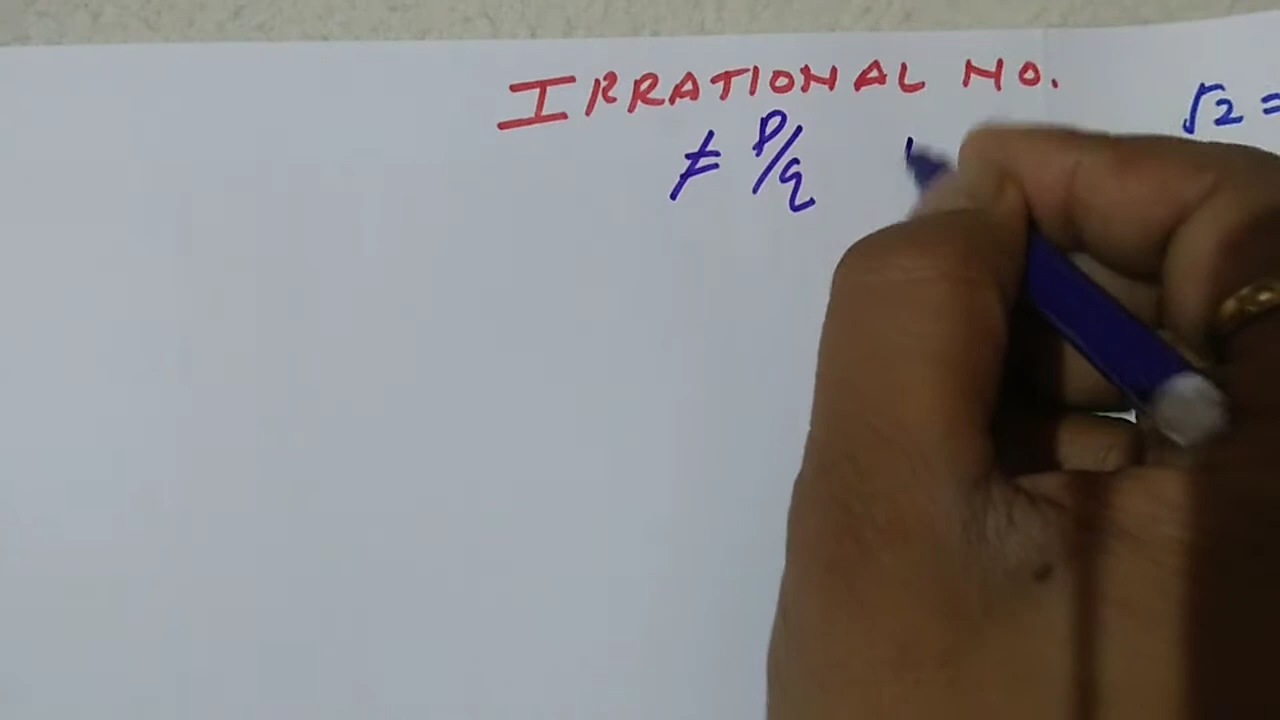 IRRATIONAL NO.
√2 =
≠ P/q